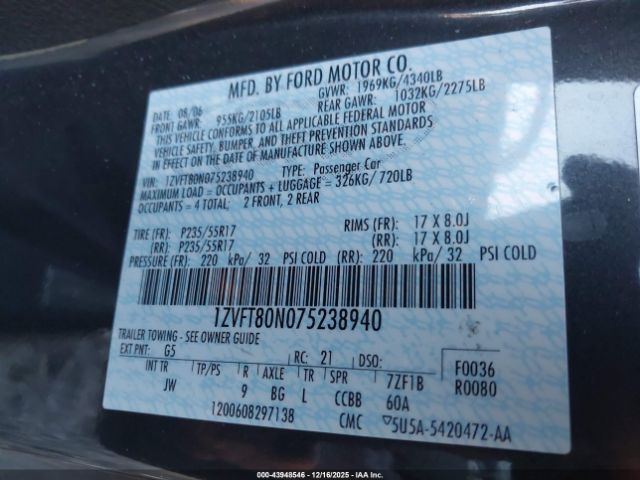 MFD. BY FORD MOTOR CO.
DATE: 08/06 GVWR: 1969KG/4340LB
FRONT GAWR: 955KG/2105LB REAR GAWR: 1032KG/2275LB
THIS VEHICLE CONFORMS TO ALL APPLICABLE FEDERAL MOTOR
VEHICLE SAFETY, BUMPER, AND THEFT PREVENTION STANDARDS
IN EFFECT ON THE DATE OF MANUFACTURE SHOWN ABOVE.
VIN: 1ZVFT80N075238940 TYPE: Passenger Car
MAXIMUM LOAD = OCCUPANTS + LUGGAGE = 326KG/720LB
OCCUPANTS = 4 TOTAL: 2 FRONT, 2 REAR
TIRE (FR): P235/55R17 RIMS (FR): 17 X 8.0J
(RR): P235/55R17 (RR): 17 X 8.0J
PRESSURE (FR): 220 kPa/ 32 PSI COLD (RR): 220 kPa/ 32 PSI COLD
1ZVFT80N075238940
TRAILER TOWING - SEE OWNER GUIDE
EXT PNT: G5 RC: 21 DSO: F0036
INT TR TP/PS R AXLE TR SPR 7ZF1B R0080
JW 9 BG L CCBB 60A
1200608297138 CMC ▽5U5A-5420472-AA
IAA - 43948546 | 12/16/2025 - IAA INC.